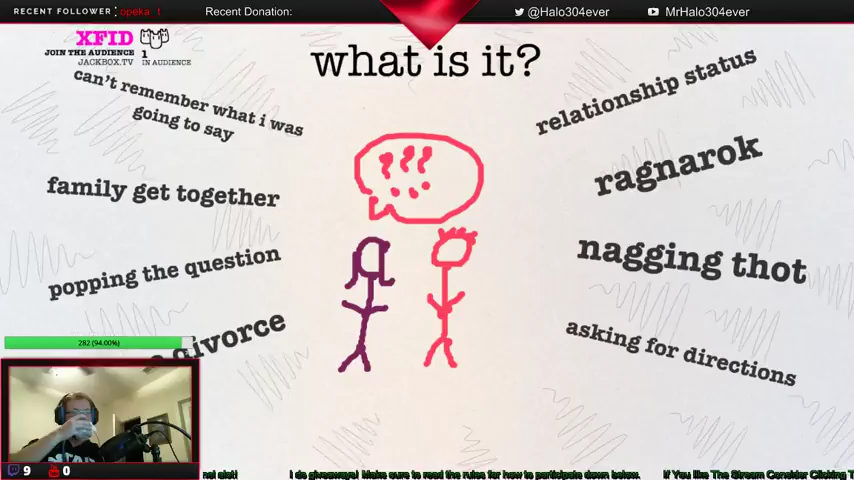 RECENT FOLLOWER: opeka_t
Recent Donation:
@Halo304ever
MrHalo304ever
XFID
JOIN THE AUDIENCE
JACKBOX.TV
1
IN AUDIENCE
what is it?
can't remember what i was
going to say
family get together
popping the question
divorce
relationship status
ragnarok
nagging thot
asking for directions
???
282 (94.00%)
9
0
I do giveaways! Make sure to read the rules for how to participate down below.
If You Like The Stream Consider Clicking